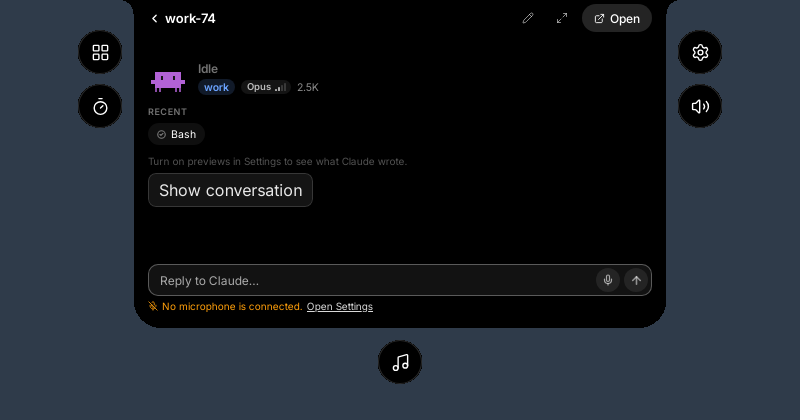 work-74
Open
Idle
work Opus 2.5K
RECENT
Bash
Turn on previews in Settings to see what Claude wrote.
Show conversation
Reply to Claude...
No microphone is connected. Open Settings